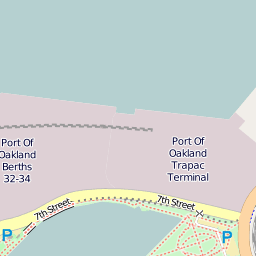 Port Of
Oakland
Berths
32-34
Port Of
Oakland
Trapac
Terminal
7th Street
7th Street
P
P